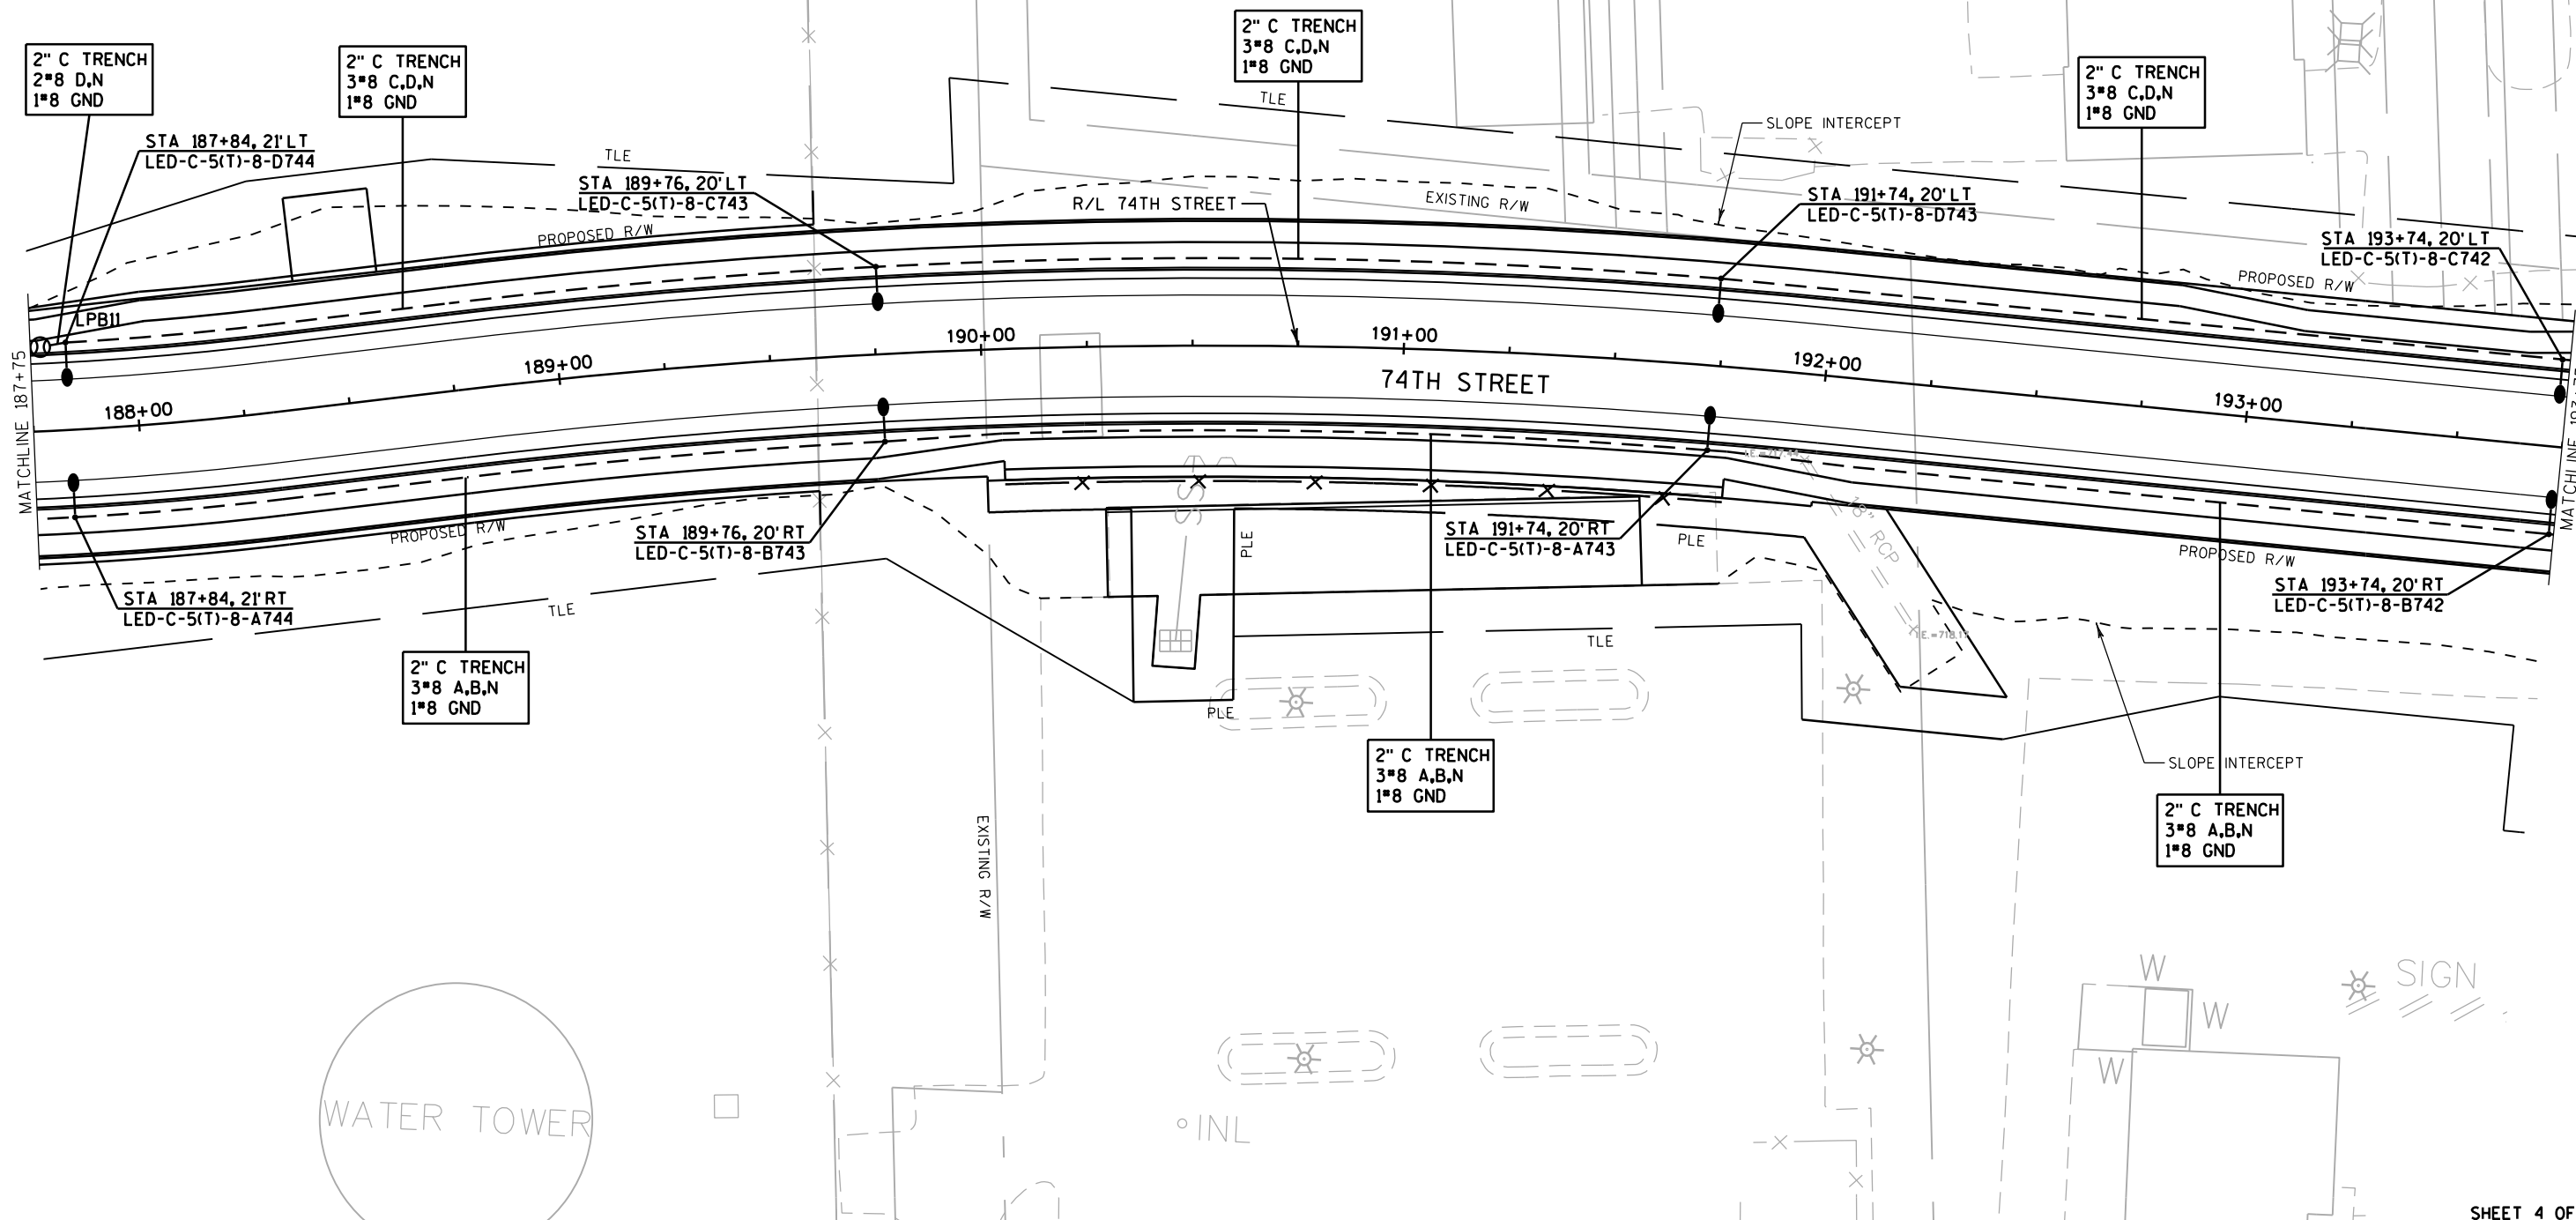 2" C TRENCH
2#8 D,N
1#8 GND
2" C TRENCH
3#8 C,D,N
1#8 GND
2" C TRENCH
3#8 C,D,N
1#8 GND
2" C TRENCH
3#8 C,D,N
1#8 GND
STA 187+84, 21' LT
LED-C-5(T)-8-D744
TLE
TLE
SLOPE INTERCEPT
STA 189+76, 20' LT
LED-C-5(T)-8-C743
R/L 74TH STREET
EXISTING R/W
STA 191+74, 20' LT
LED-C-5(T)-8-D743
STA 193+74, 20' LT
LED-C-5(T)-8-C742
PROPOSED R/W
PROPOSED R/W
LPB11
MATCHLINE 187+75
188+00
189+00
190+00
191+00
192+00
193+00
74TH STREET
MATCHLINE
I.E.=717.44
18" RCP
I.E.=718.17
SS
PROPOSED R/W
STA 189+76, 20' RT
LED-C-5(T)-8-B743
PLE
STA 191+74, 20' RT
LED-C-5(T)-8-A743
PLE
PROPOSED R/W
STA 193+74, 20' RT
LED-C-5(T)-8-B742
STA 187+84, 21' RT
LED-C-5(T)-8-A744
TLE
TLE
PLE
2" C TRENCH
3#8 A,B,N
1#8 GND
2" C TRENCH
3#8 A,B,N
1#8 GND
SLOPE INTERCEPT
2" C TRENCH
3#8 A,B,N
1#8 GND
EXISTING R/W
W
W
W
SIGN
WATER TOWER
INL
SHEET 4 OF